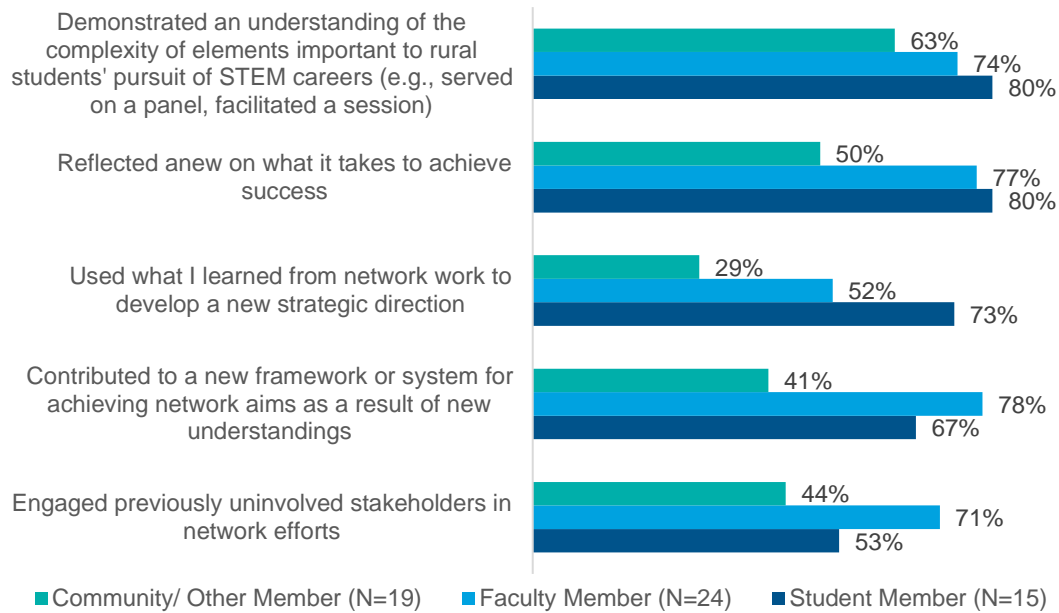 Demonstrated an understanding of the
complexity of elements important to rural
students' pursuit of STEM careers (e.g., served
on a panel, facilitated a session)
63%
74%
80%
Reflected anew on what it takes to achieve
success
50%
77%
80%
Used what I learned from network work to
develop a new strategic direction
29%
52%
73%
Contributed to a new framework or system for
achieving network aims as a result of new
understandings
41%
78%
67%
Engaged previously uninvolved stakeholders in
network efforts
44%
71%
53%
Community/ Other Member (N=19) Faculty Member (N=24) Student Member (N=15)